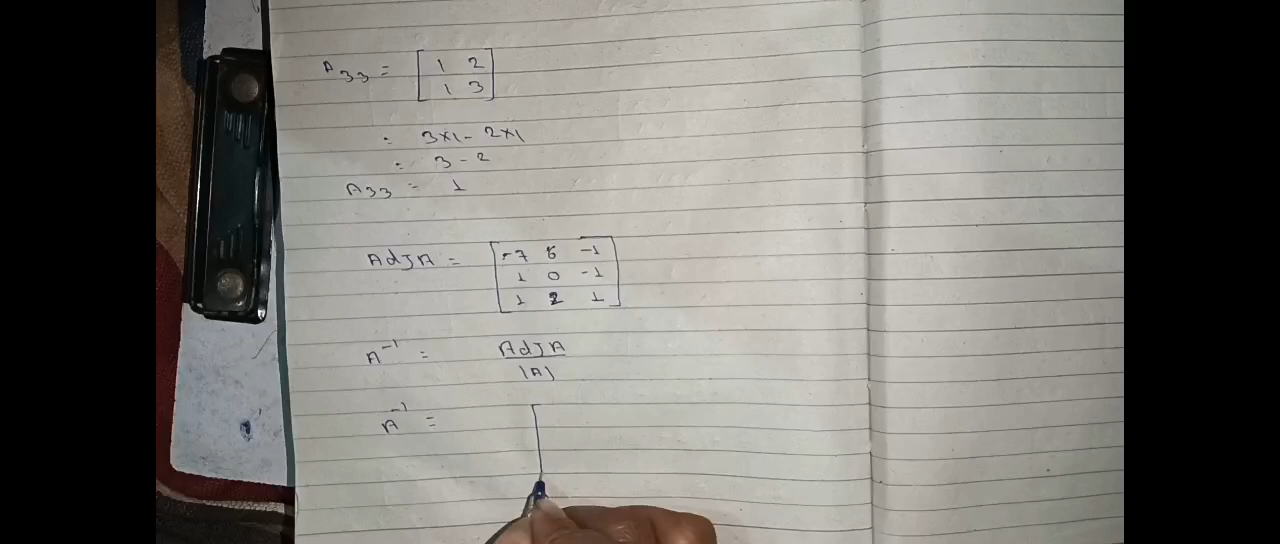 A33 = [ 1 2
1 3 ]
= 3×1 - 2×1
= 3 - 2
A33 = 1
AdJA = [ -7 5 -1
1 0 -1
1 2 1 ]
A⁻¹ = AdJA
|A|
A⁻¹ = [